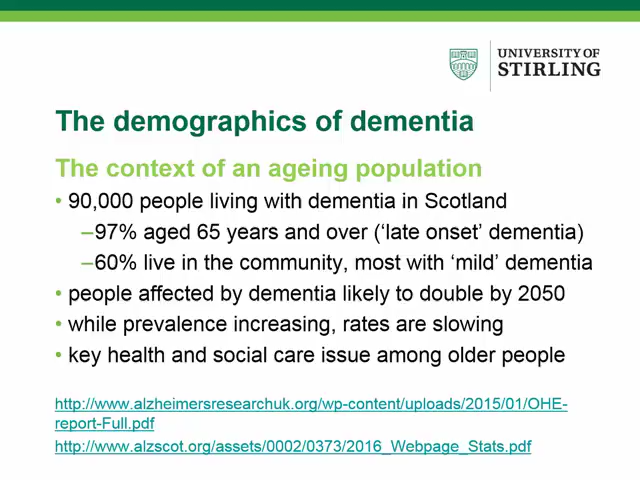 UNIVERSITY OF
STIRLING
The demographics of dementia
The context of an ageing population
• 90,000 people living with dementia in Scotland
–97% aged 65 years and over (‘late onset’ dementia)
–60% live in the community, most with ‘mild’ dementia
• people affected by dementia likely to double by 2050
• while prevalence increasing, rates are slowing
• key health and social care issue among older people
http://www.alzheimersresearchuk.org/wp-content/uploads/2015/01/OHE-
report-Full.pdf
http://www.alzscot.org/assets/0002/0373/2016_Webpage_Stats.pdf